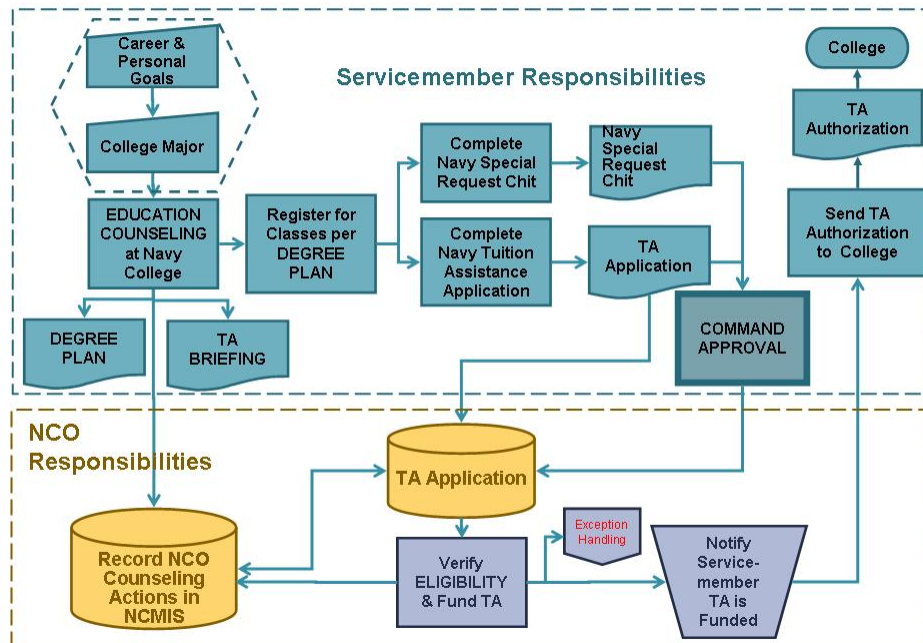 Career &
Personal
Goals
College Major
Servicemember Responsibilities
College
TA
Authorization
Complete
Navy Special
Request Chit
Navy
Special
Request
Chit
EDUCATION
COUNSELING
at Navy
College
Register for
Classes per
DEGREE
PLAN
Complete
Navy Tuition
Assistance
Application
TA
Application
Send TA
Authorization
to College
DEGREE
PLAN
TA
BRIEFING
COMMAND
APPROVAL
NCO
Responsibilities
TA Application
Record NCO
Counseling
Actions in
NCMIS
Verify
ELIGIBILITY
& Fund TA
Exception
Handling
Notify
Service-
member
TA is
Funded